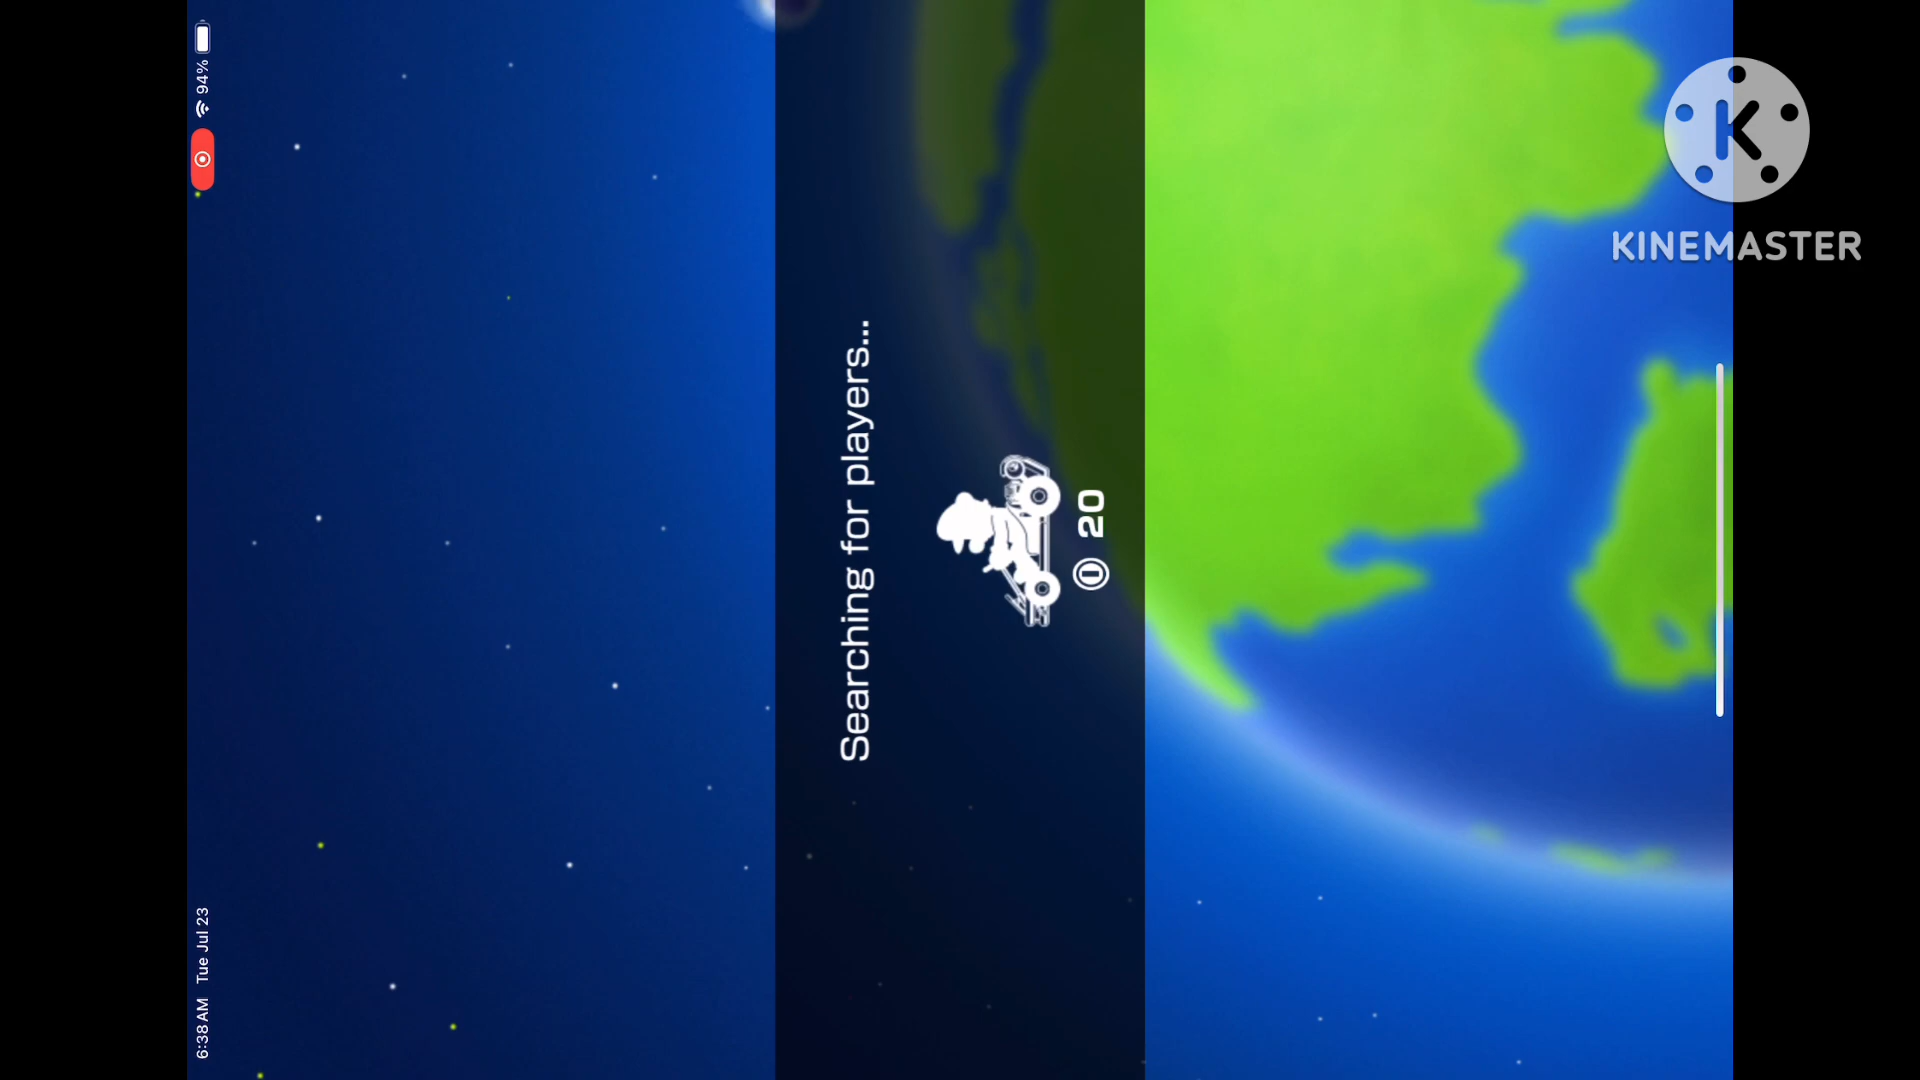 6:38 AM Tue Jul 23
94%
Searching for players...
20
K
KINEMASTER